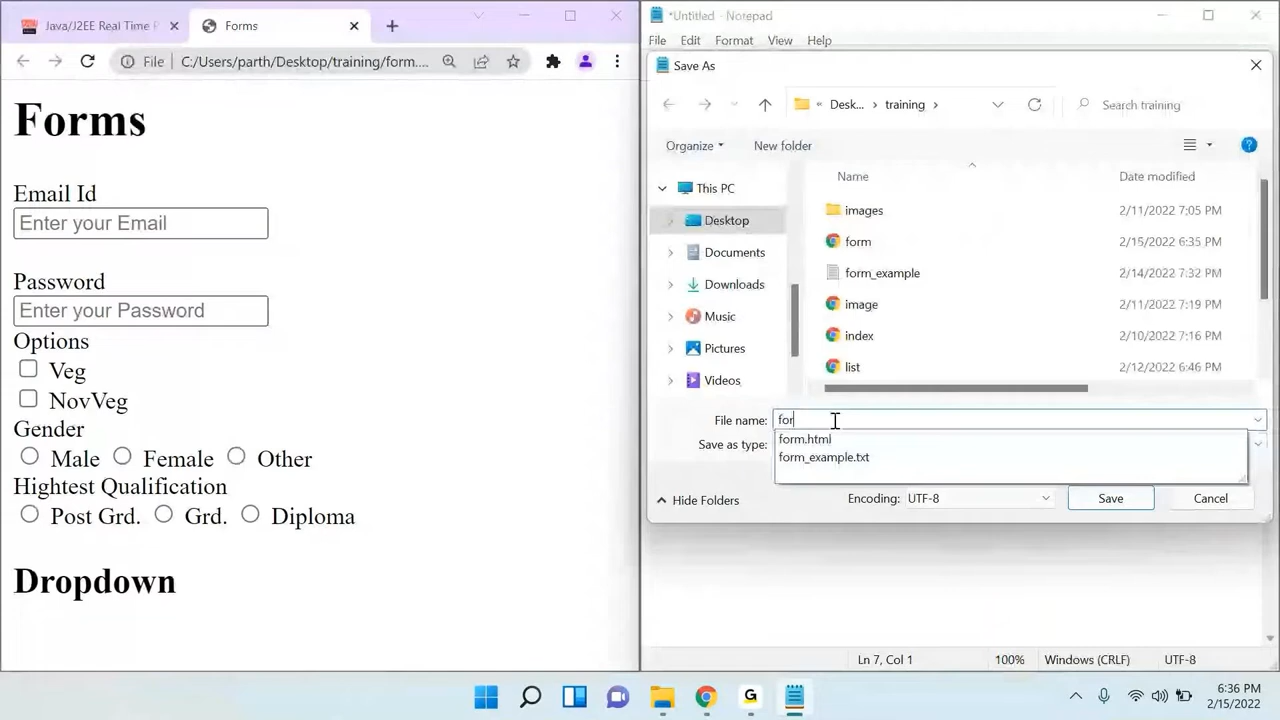 Java/J2EE Real Time P
Forms
File C:/Users/parth/Desktop/training/form....
Forms
Email Id
Enter your Email
Password
Enter your Password
Options
Veg
NovVeg
Gender
Male Female Other
Highest Qualification
Post Grd. Grd. Diploma
Dropdown
*Untitled - Notepad
File Edit Format View Help
Save As
« Desk... › training ›
Search training
Organize New folder
This PC
Desktop
Documents
Downloads
Music
Pictures
Videos
Name Date modified
images 2/11/2022 7:05 PM
form 2/15/2022 6:35 PM
form_example 2/14/2022 7:32 PM
image 2/11/2022 7:19 PM
index 2/10/2022 7:16 PM
list 2/12/2022 6:46 PM
File name: for
form.html
form_example.txt
Save as type:
Hide Folders
Encoding: UTF-8
Save Cancel
Ln 7, Col 1 100% Windows (CRLF) UTF-8
G
6:36 PM
2/15/2022